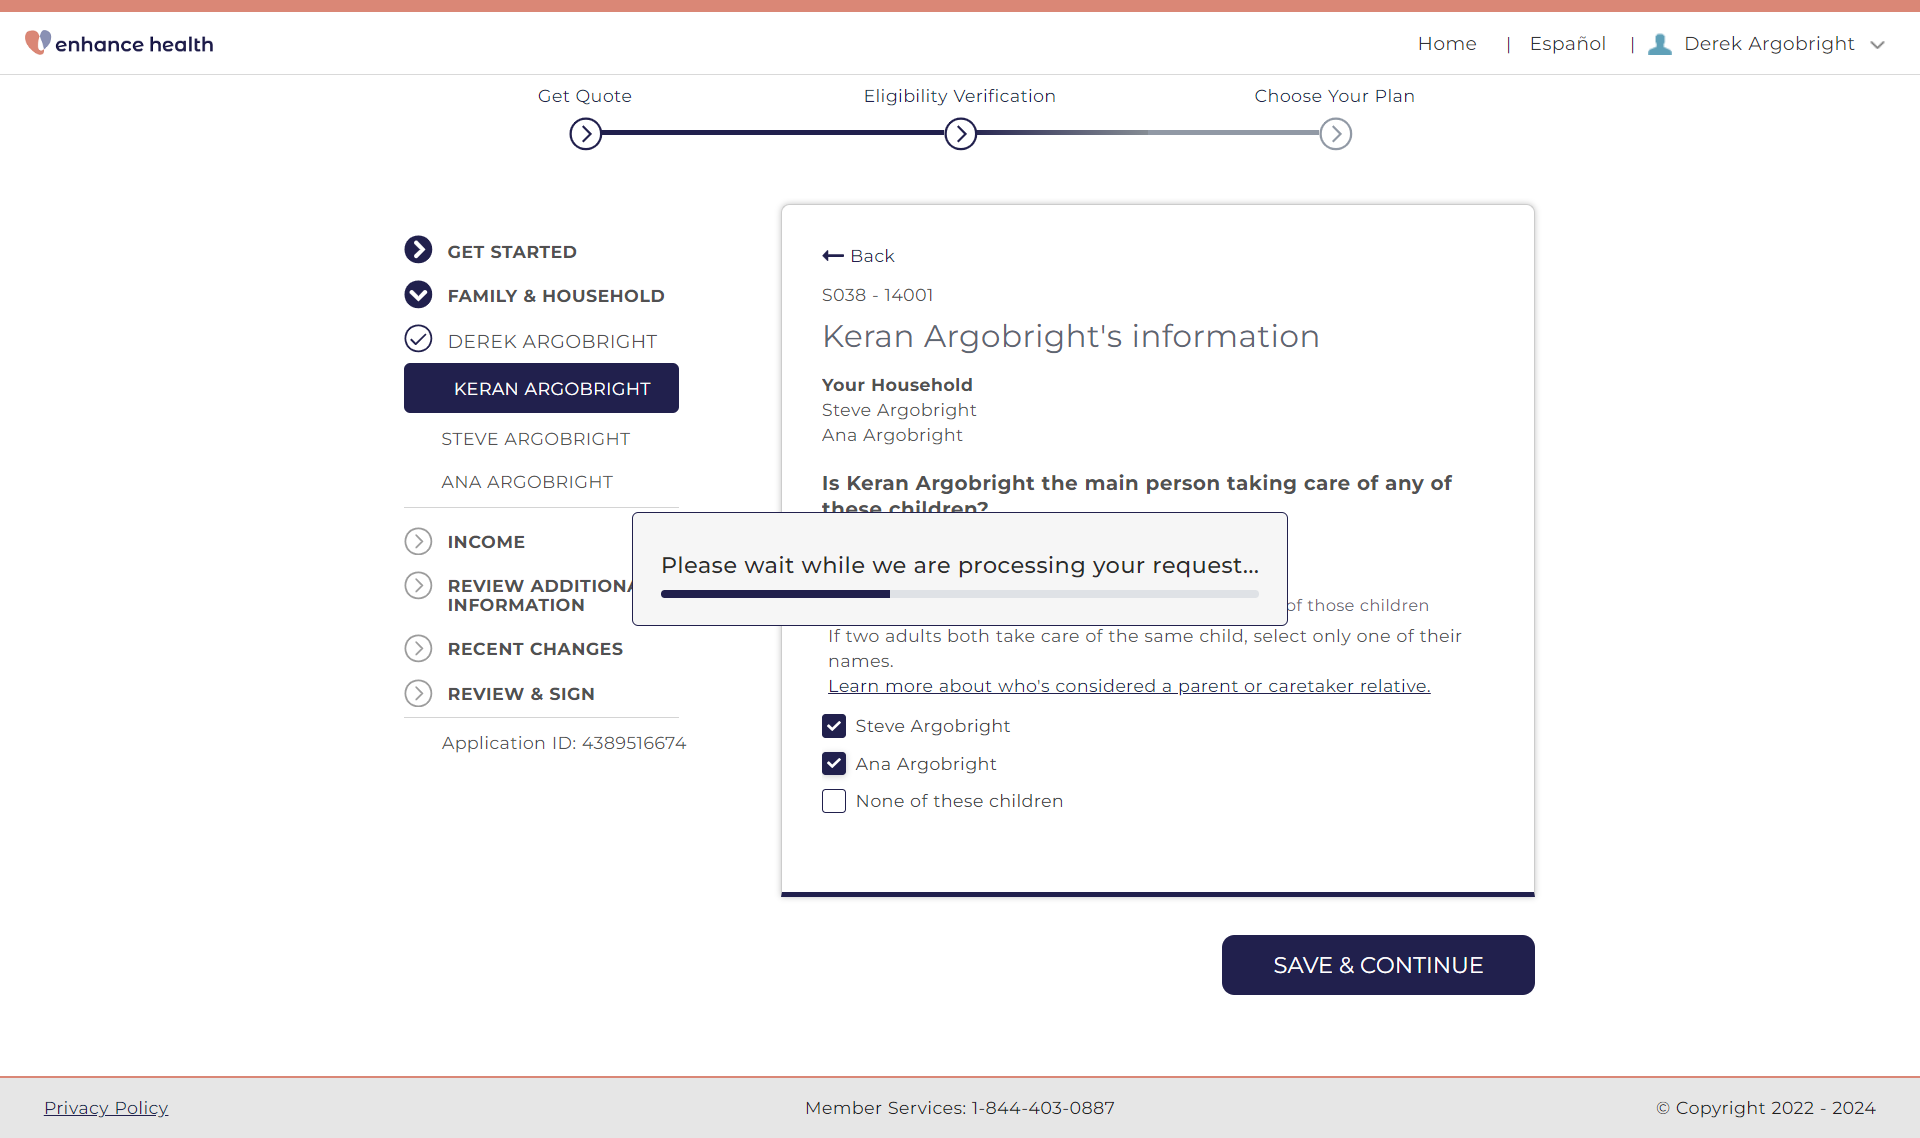 enhance health
Home | Español | Derek Argobright
Get Quote
Eligibility Verification
Choose Your Plan
GET STARTED
FAMILY & HOUSEHOLD
DEREK ARGOBRIGHT
KERAN ARGOBRIGHT
STEVE ARGOBRIGHT
ANA ARGOBRIGHT
INCOME
REVIEW ADDITIONA
INFORMATION
RECENT CHANGES
REVIEW & SIGN
Application ID: 4389516674
Back
S038 - 14001
Keran Argobright's information
Your Household
Steve Argobright
Ana Argobright
Is Keran Argobright the main person taking care of any of
these children?
Please wait while we are processing your request...
of those children
If two adults both take care of the same child, select only one of their
names.
Learn more about who's considered a parent or caretaker relative.
Steve Argobright
Ana Argobright
None of these children
SAVE & CONTINUE
Privacy Policy
Member Services: 1-844-403-0887
© Copyright 2022 - 2024